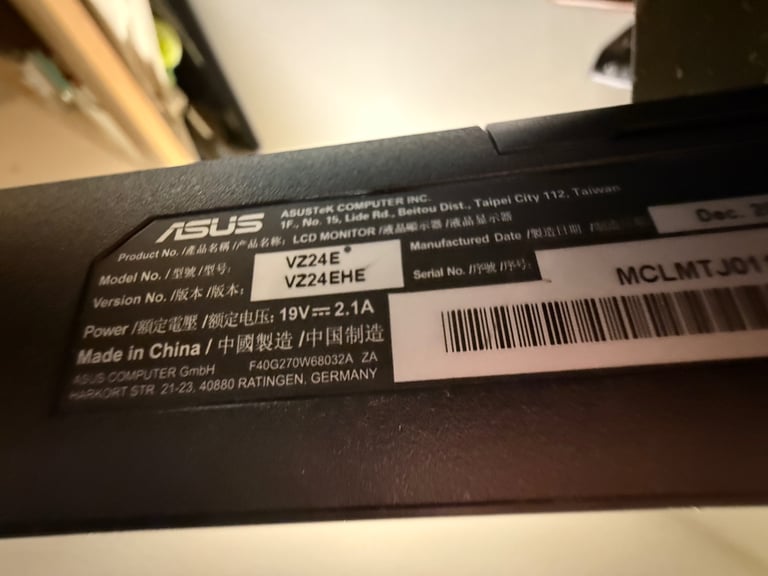 ASUS
ASUSTeK COMPUTER INC.
1F., No. 15, Lide Rd., Beitou Dist., Taipei City 112, Taiwan
Product No. /產品名稱 /产品名称: LCD MONITOR /液晶顯示器 /液晶显示器
Model No. /型號 /型号: VZ24E
Version No. /版本 /版本: VZ24EHE
Power /額定電壓 /额定电压: 19V⎓ 2.1A
Made in China / 中國製造 /中国制造
ASUS COMPUTER GmbH F40G270W68032A ZA
HARKORT STR. 21-23, 40880 RATINGEN, GERMANY
Manufactured Date /製造日期 Dec.
Serial No. /序號 /序号: MCLMTJ01